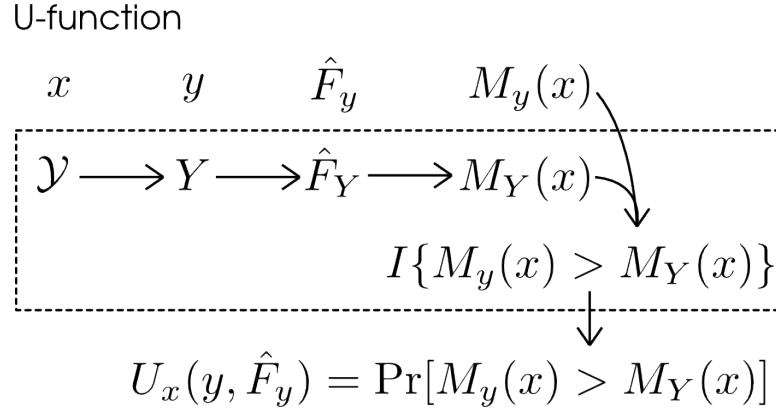 U-function
x y F̂_y M_y(x)
𝒴 → Y → F̂_Y → M_Y(x)
I{M_y(x) > M_Y(x)}
U_x(y, F̂_y) = Pr[M_y(x) > M_Y(x)]